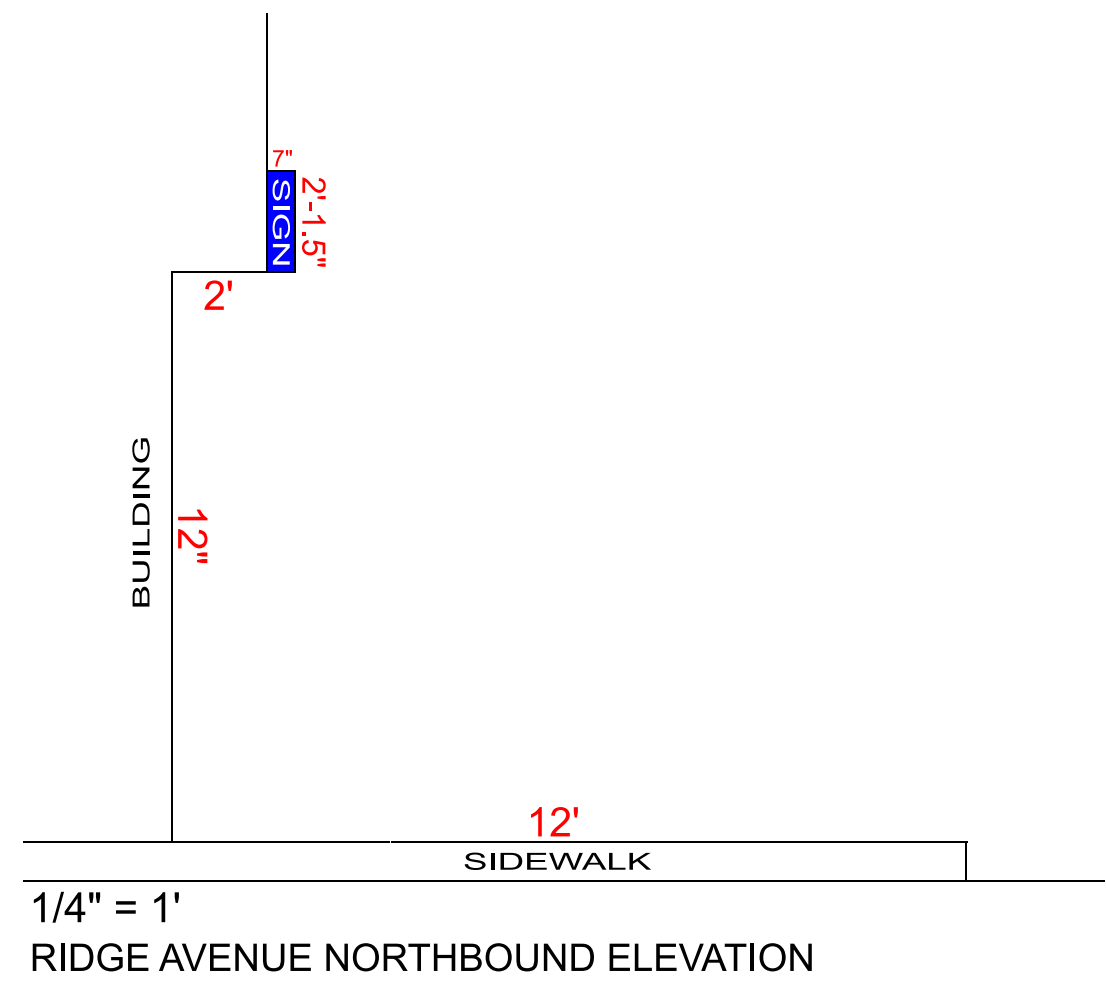 7"
SIGN
2'-1.5"
2'
BUILDING
12"
12'
SIDEWALK
1/4" = 1'
RIDGE AVENUE NORTHBOUND ELEVATION